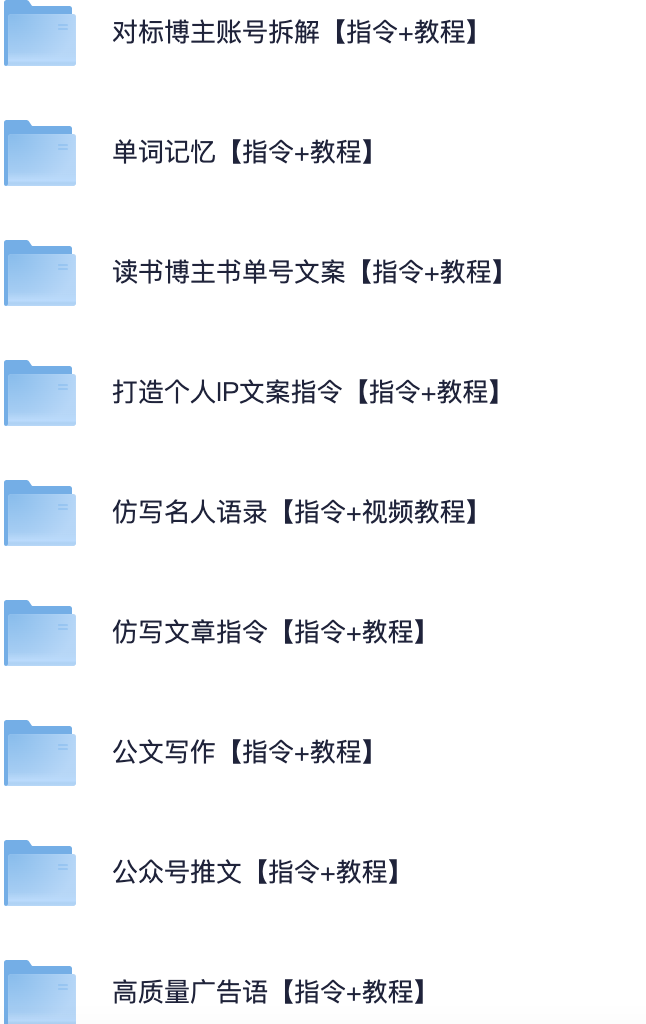 对标博主账号拆解【指令+教程】
单词记忆【指令+教程】
读书博主书单号文案【指令+教程】
打造个人IP文案指令【指令+教程】
仿写名人语录【指令+视频教程】
仿写文章指令【指令+教程】
公文写作【指令+教程】
公众号推文【指令+教程】
高质量广告语【指令+教程】